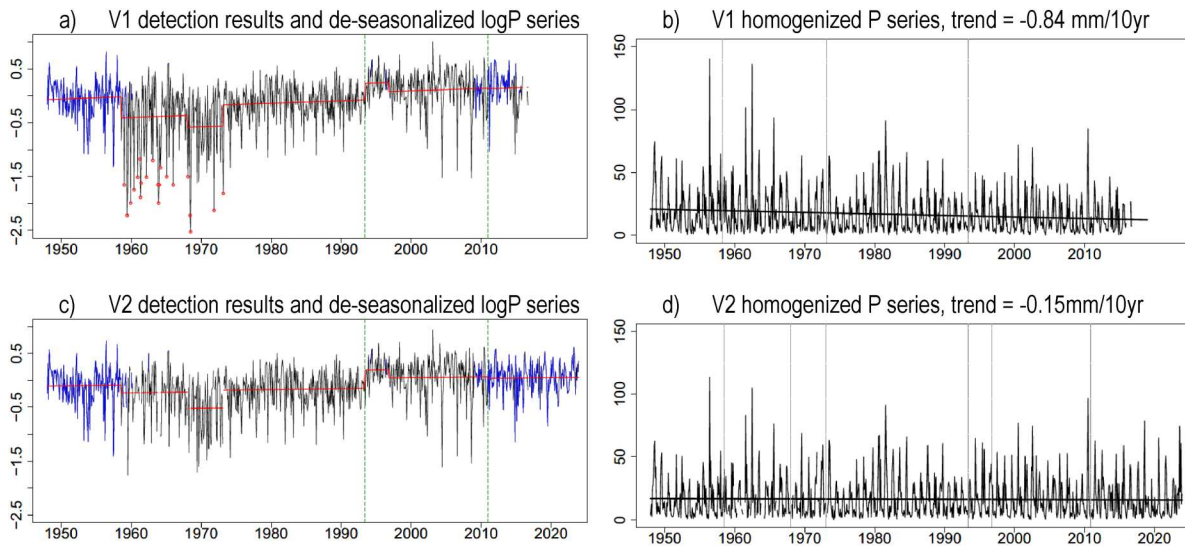 a) V1 detection results and de-seasonalized logP series
0.5
−0.5
−1.5
−2.5
1950 1960 1970 1980 1990 2000 2010
b) V1 homogenized P series, trend = -0.84 mm/10yr
150
100
50
0
1950 1960 1970 1980 1990 2000 2010
c) V2 detection results and de-seasonalized logP series
0.5
−0.5
−1.5
−2.5
1950 1960 1970 1980 1990 2000 2010 2020
d) V2 homogenized P series, trend = -0.15mm/10yr
150
100
50
0
1950 1960 1970 1980 1990 2000 2010 2020